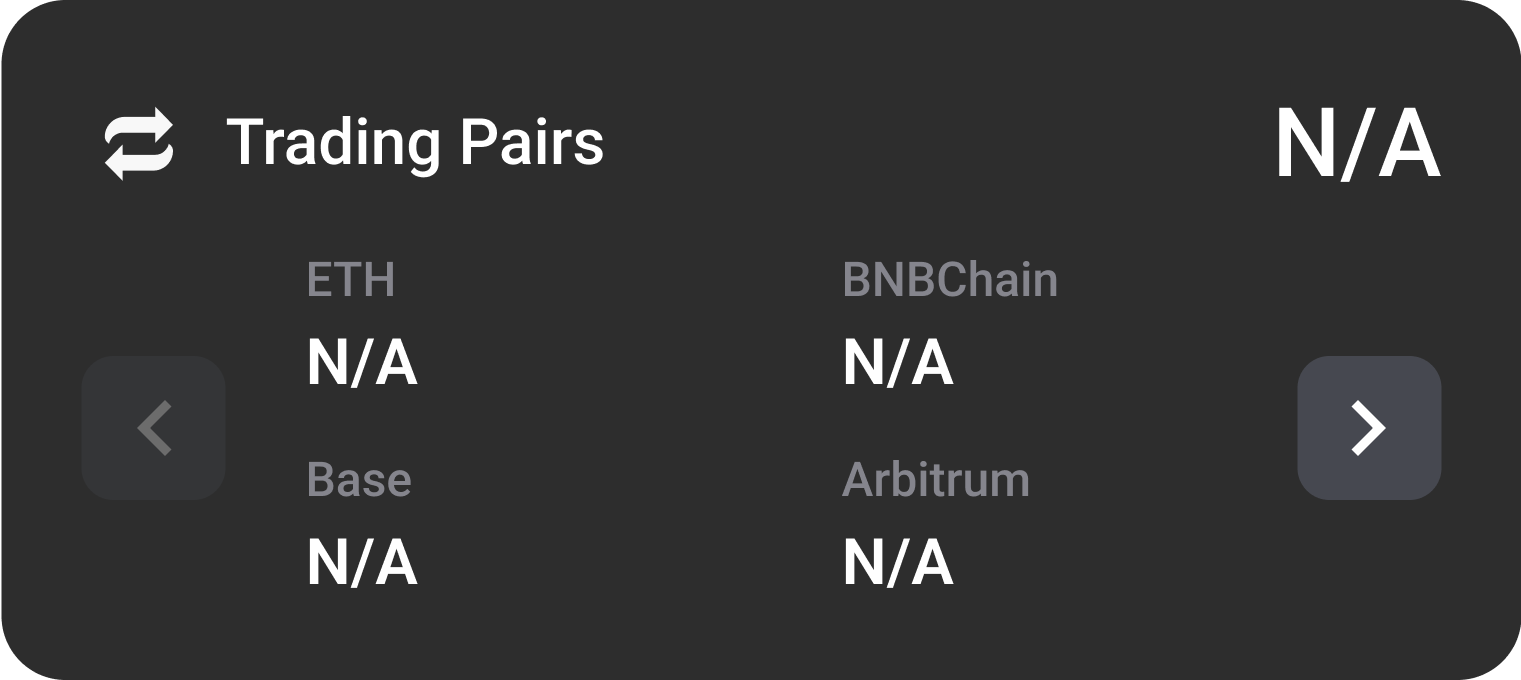 Trading Pairs N/A
ETH BNBChain
N/A N/A
Base Arbitrum
N/A N/A